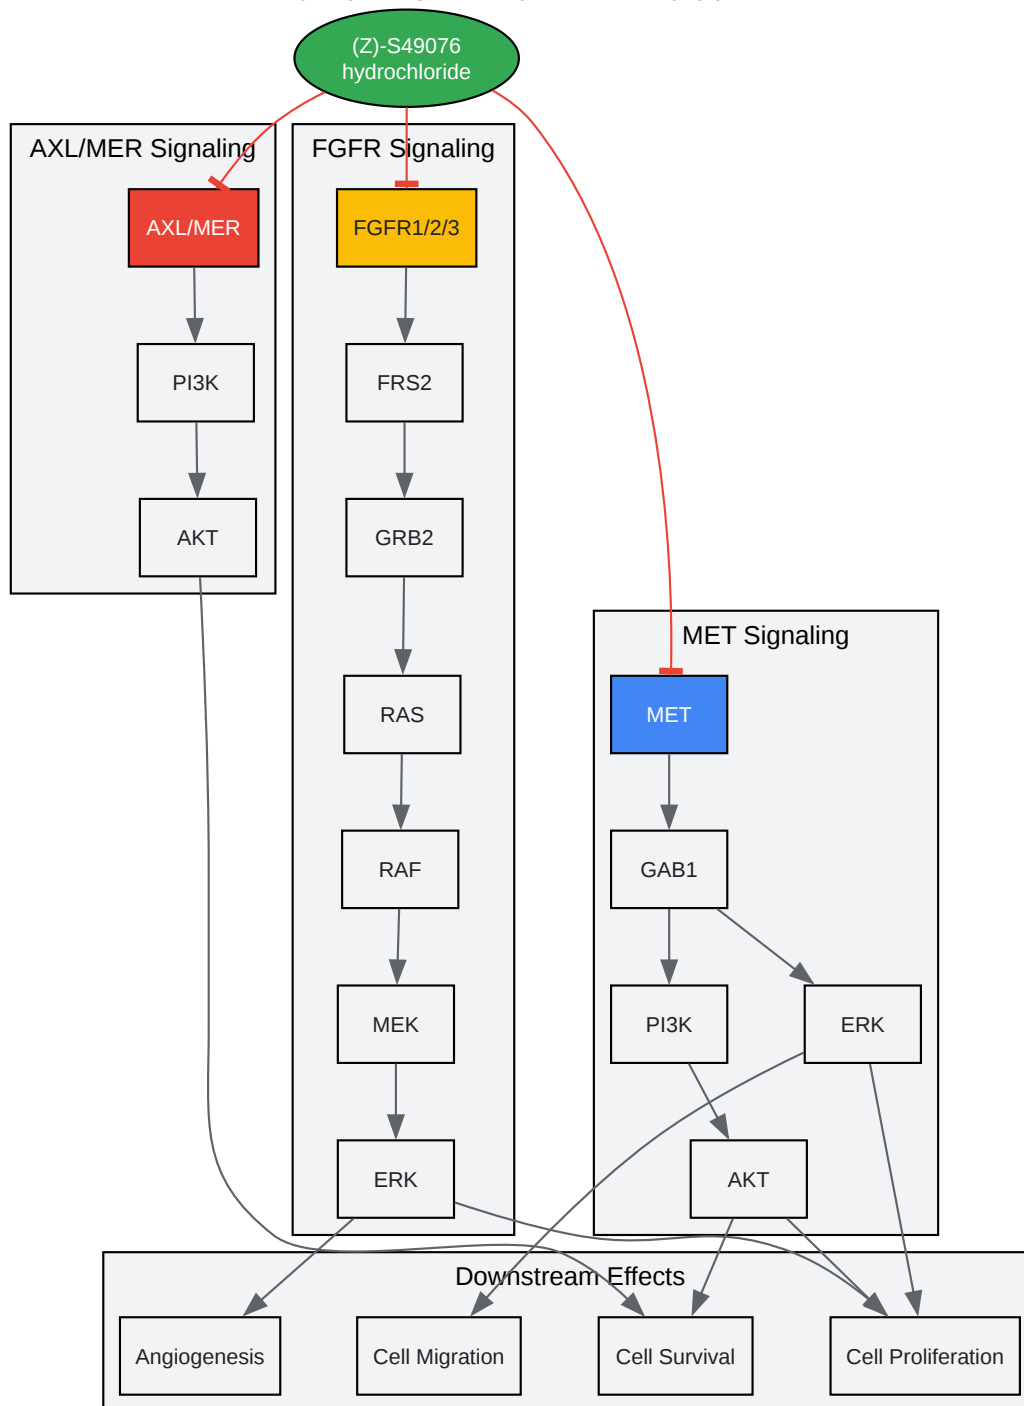 (Z)-S49076
hydrochloride
AXL/MER Signaling
AXL/MER
PI3K
AKT
FGFR Signaling
FGFR1/2/3
FRS2
GRB2
RAS
RAF
MEK
ERK
MET Signaling
MET
GAB1
PI3K
ERK
AKT
Downstream Effects
Angiogenesis
Cell Migration
Cell Survival
Cell Proliferation